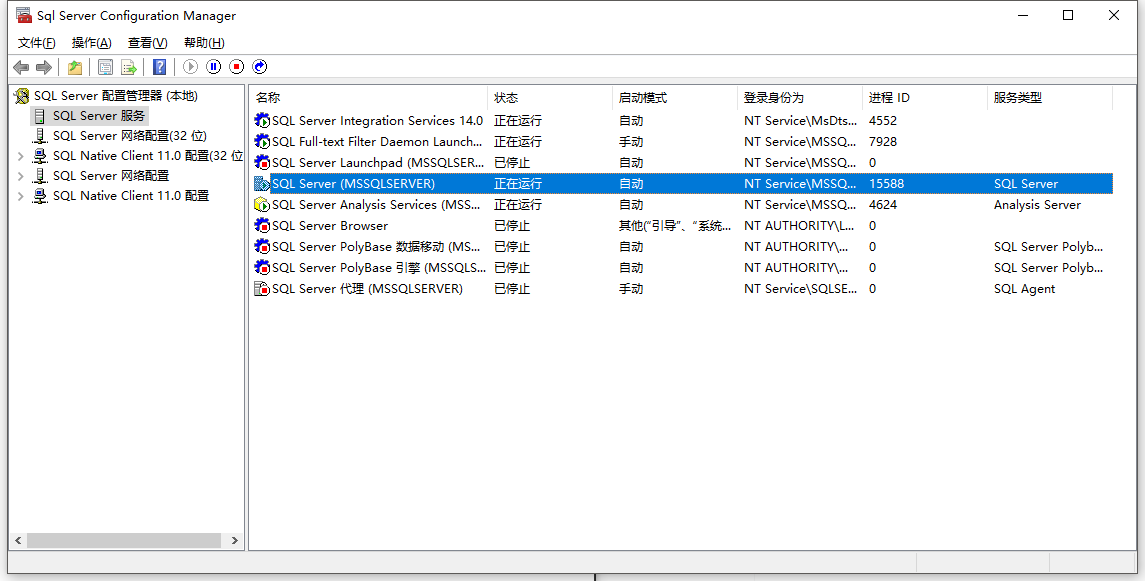 Sql Server Configuration Manager
文件(F) 操作(A) 查看(V) 帮助(H)
SQL Server 配置管理器 (本地)
SQL Server 服务
SQL Server 网络配置(32 位)
SQL Native Client 11.0 配置(32 位
SQL Server 网络配置
SQL Native Client 11.0 配置
名称 状态 启动模式 登录身份为 进程 ID 服务类型
SQL Server Integration Services 14.0 正在运行 自动 NT Service\MsDts... 4552
SQL Full-text Filter Daemon Launch... 正在运行 手动 NT Service\MSSQ... 7928
SQL Server Launchpad (MSSQLSER... 已停止 自动 NT Service\MSSQ... 0
SQL Server (MSSQLSERVER) 正在运行 自动 NT Service\MSSQ... 15588 SQL Server
SQL Server Analysis Services (MSS... 正在运行 自动 NT Service\MSSQ... 4624 Analysis Server
SQL Server Browser 已停止 其他("引导"、"系统... NT AUTHORITY\L... 0
SQL Server PolyBase 数据移动 (MS... 已停止 自动 NT AUTHORITY\... 0 SQL Server Polyb...
SQL Server PolyBase 引擎 (MSSQLS... 已停止 自动 NT AUTHORITY\... 0 SQL Server Polyb...
SQL Server 代理 (MSSQLSERVER) 已停止 手动 NT Service\SQLSE... 0 SQL Agent